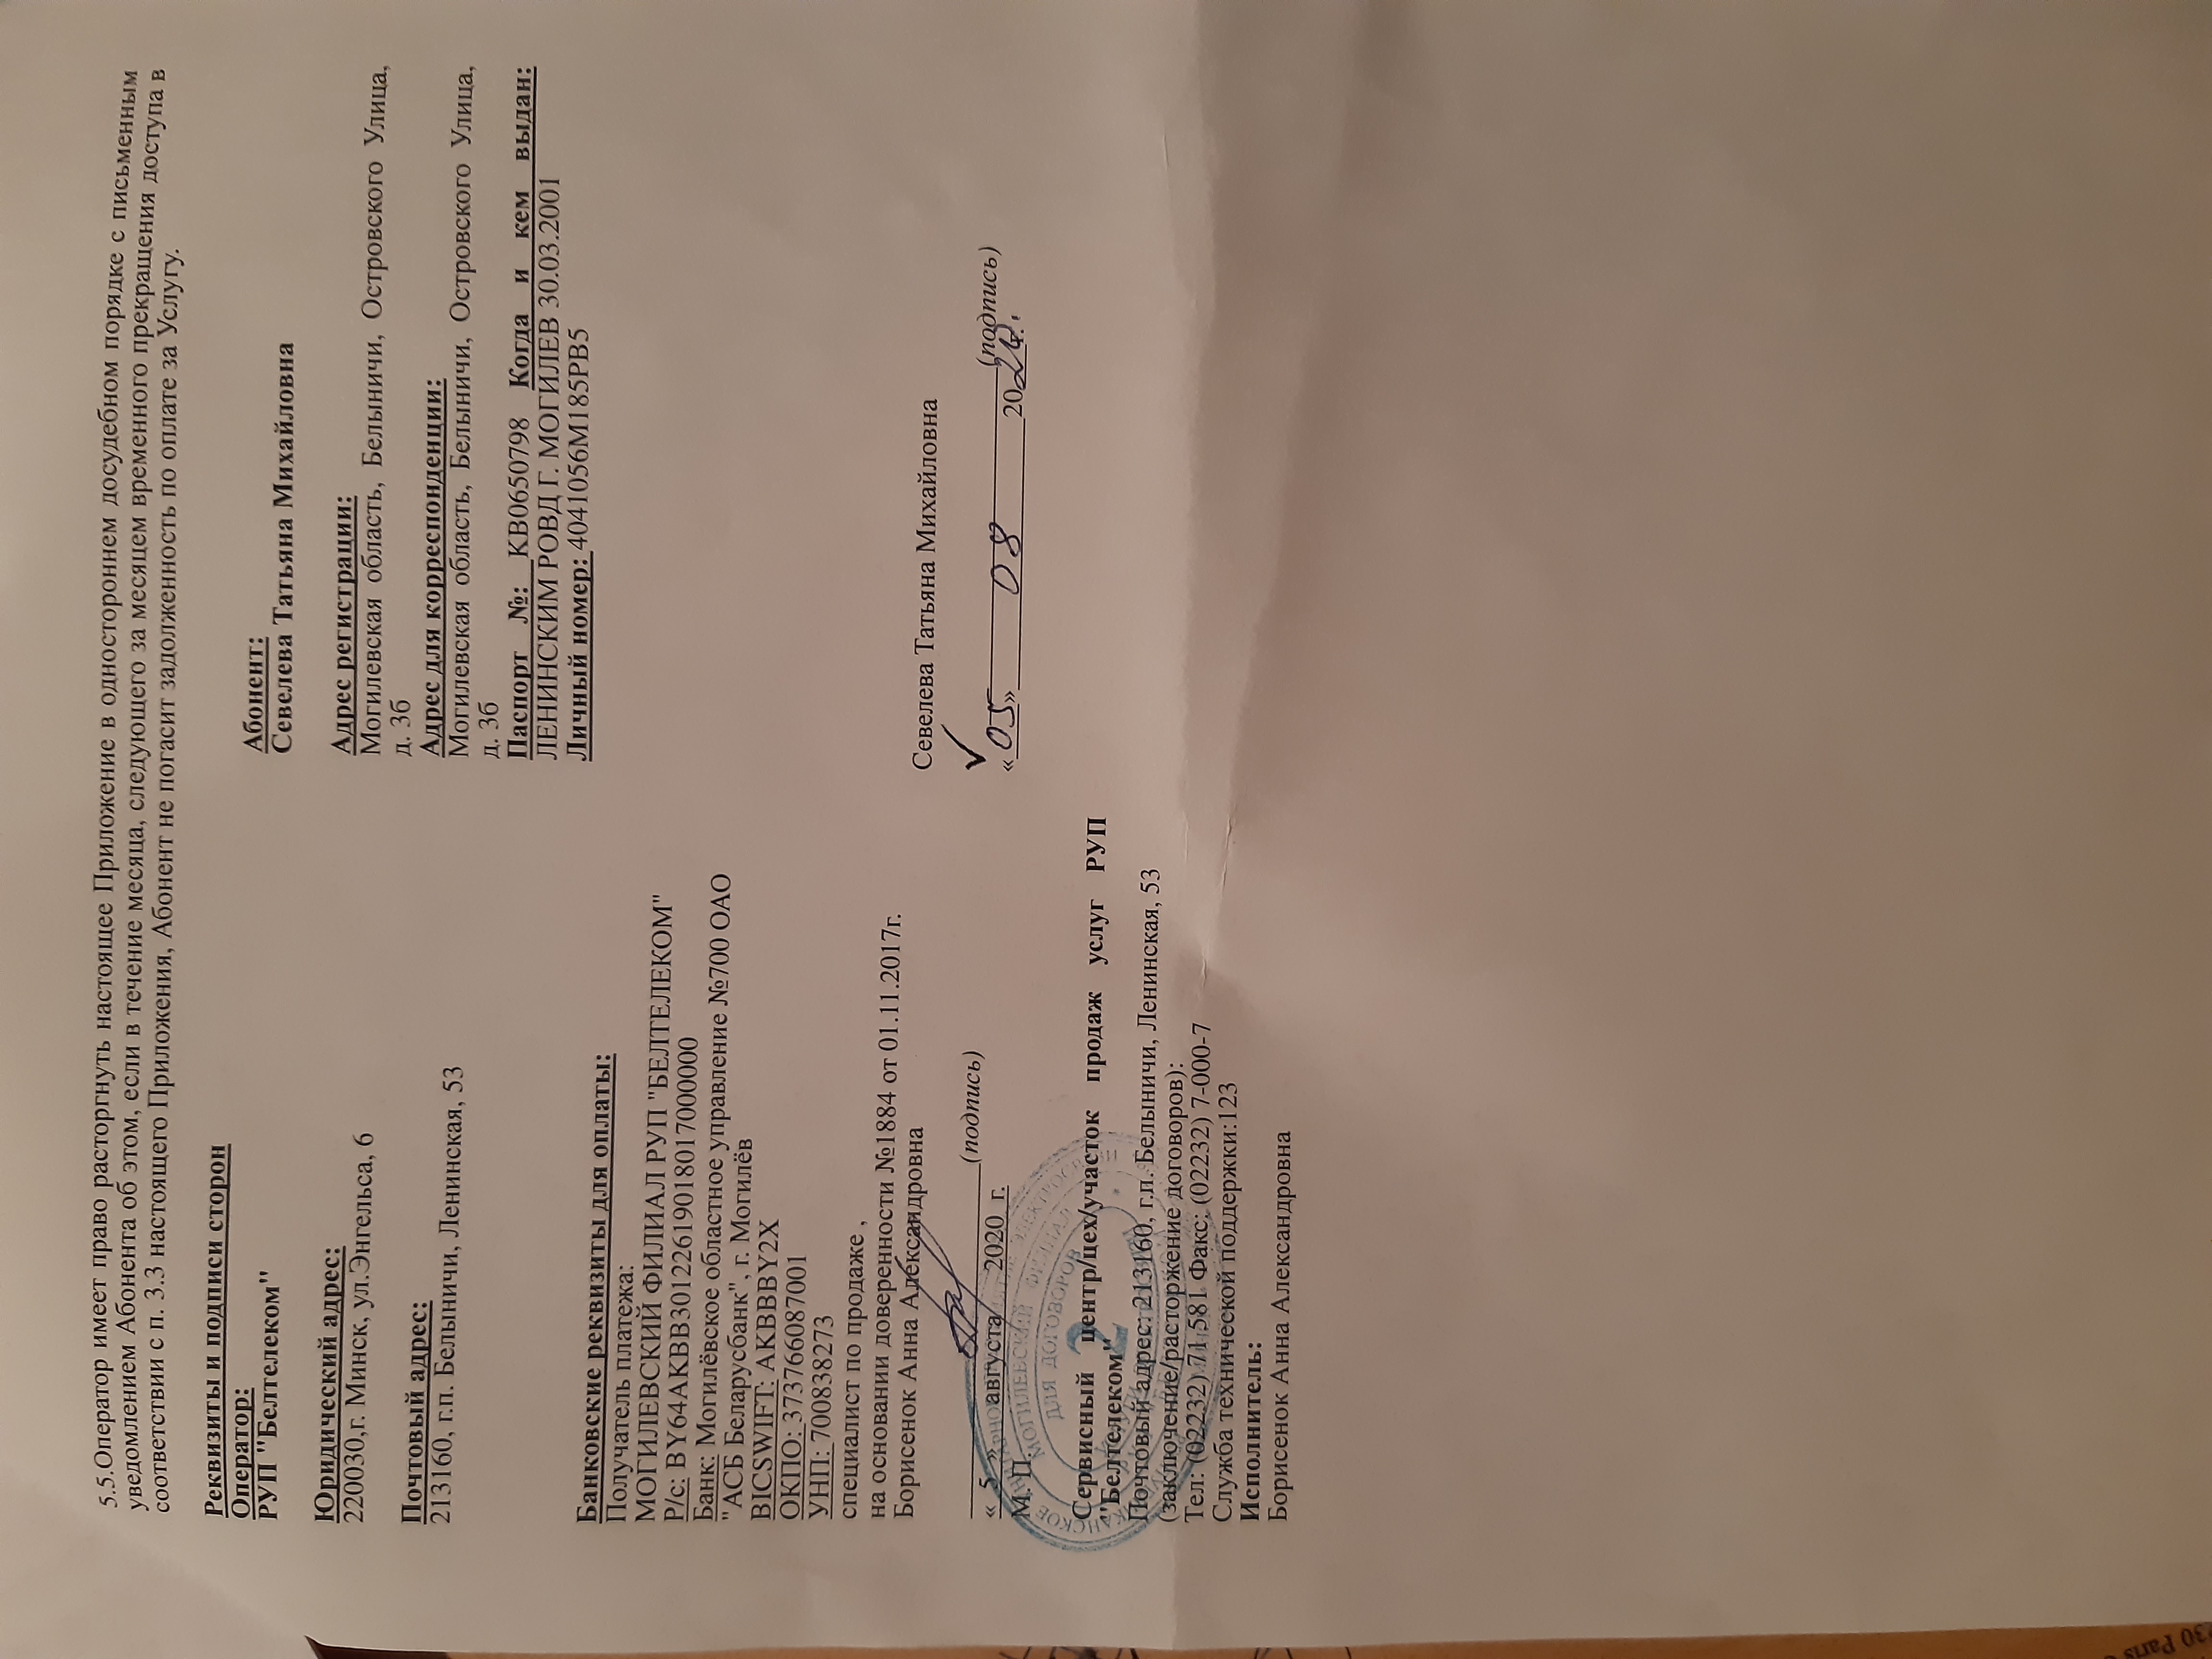 5.5.Оператор имеет право расторгнуть настоящее Приложение в одностороннем досудебном порядке с письменным
уведомлением Абонента об этом, если в течение месяца, следующего за месяцем временного прекращения доступа в
соответствии с п. 3.3 настоящего Приложения, Абонент не погасит задолженность по оплате за Услугу.
Реквизиты и подписи сторон
Оператор:
РУП "Белтелеком"
Юридический адрес:
220030,г. Минск, ул.Энгельса, 6
Почтовый адрес:
213160, г.п. Белыничи, Ленинская, 53
Абонент:
Севелева Татьяна Михайловна
Адрес регистрации:
Могилевская область, Белыничи, Островского Улица,
д. 3б
Адрес для корреспонденции:
Могилевская область, Белыничи, Островского Улица,
д. 3б
Паспорт №: КВ0650798 Когда и кем выдан:
ЛЕНИНСКИМ РОВД Г. МОГИЛЕВ 30.03.2001
Личный номер: 4041056М185РВ5
Банковские реквизиты для оплаты:
Получатель платежа:
МОГИЛЕВСКИЙ ФИЛИАЛ РУП "БЕЛТЕЛЕКОМ"
Р/с: BY64AKBB30122619018017000000
Банк: Могилёвское областное управление №700 ОАО
"АСБ Беларусбанк", г. Могилёв
BICSWIFT: AKBBBY2X
ОКПО: 373766087001
УНП: 700838273
специалист по продаже ,
на основании доверенности №1884 от 01.11.2017г.
Борисенок Анна Александровна
(подпись)
« 5 » августа 2020 г.
М. П.
Севелева Татьяна Михайловна
(подпись)
«05» 08 2020г.
МОГИЛЕВСКИЙ ФИЛИАЛ
ДЛЯ ДОГОВОРОВ
2
Сервисный центр/цех/участок продаж услуг РУП
"Белтелеком"
Почтовый адрес: 213160, г.п. Белыничи, Ленинская, 53
(заключение/расторжение договоров):
Тел: (02232) 71 581 Факс: (02232) 7-000-7
Служба технической поддержки:123
Исполнитель:
Борисенок Анна Александровна